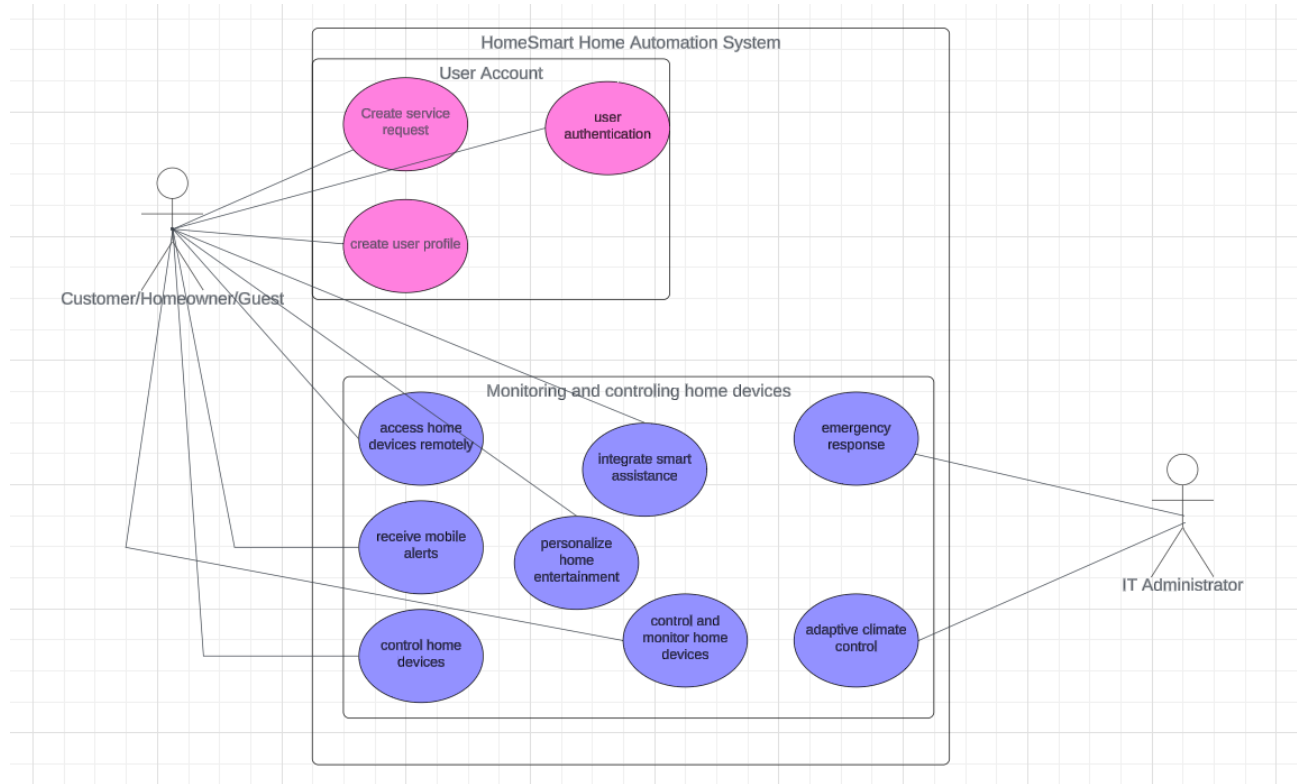 HomeSmart Home Automation System
User Account
Create service
request
user
authentication
create user profile
Customer/Homeowner/Guest
Monitoring and controling home devices
access home
devices remotely
integrate smart
assistance
emergency
response
receive mobile
alerts
personalize
home
entertainment
control home
devices
control and
monitor home
devices
adaptive climate
control
IT Administrator